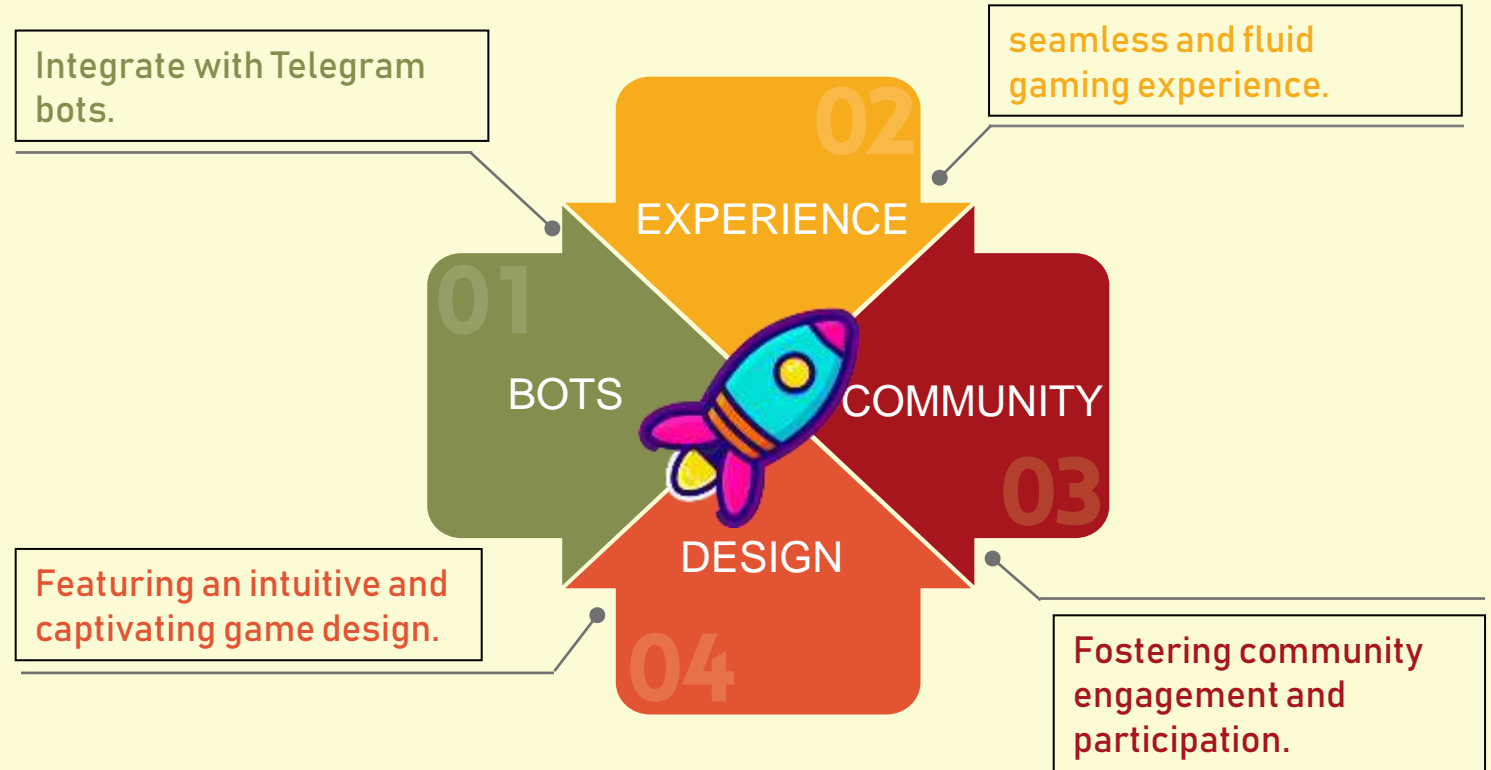 Integrate with Telegram
bots.
seamless and fluid
gaming experience.
02
EXPERIENCE
01
BOTS
COMMUNITY
03
DESIGN
04
Featuring an intuitive and
captivating game design.
Fostering community
engagement and
participation.